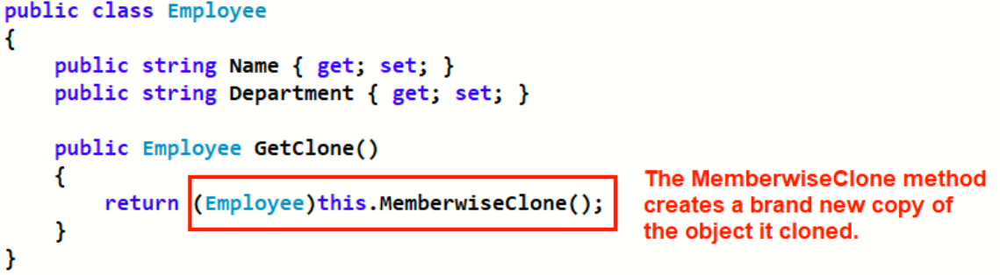 public class Employee
{
    public string Name { get; set; }
    public string Department { get; set; }

    public Employee GetClone()
    {
        return (Employee)this.MemberwiseClone();
    }
}
The MemberwiseClone method
creates a brand new copy of
the object it cloned.